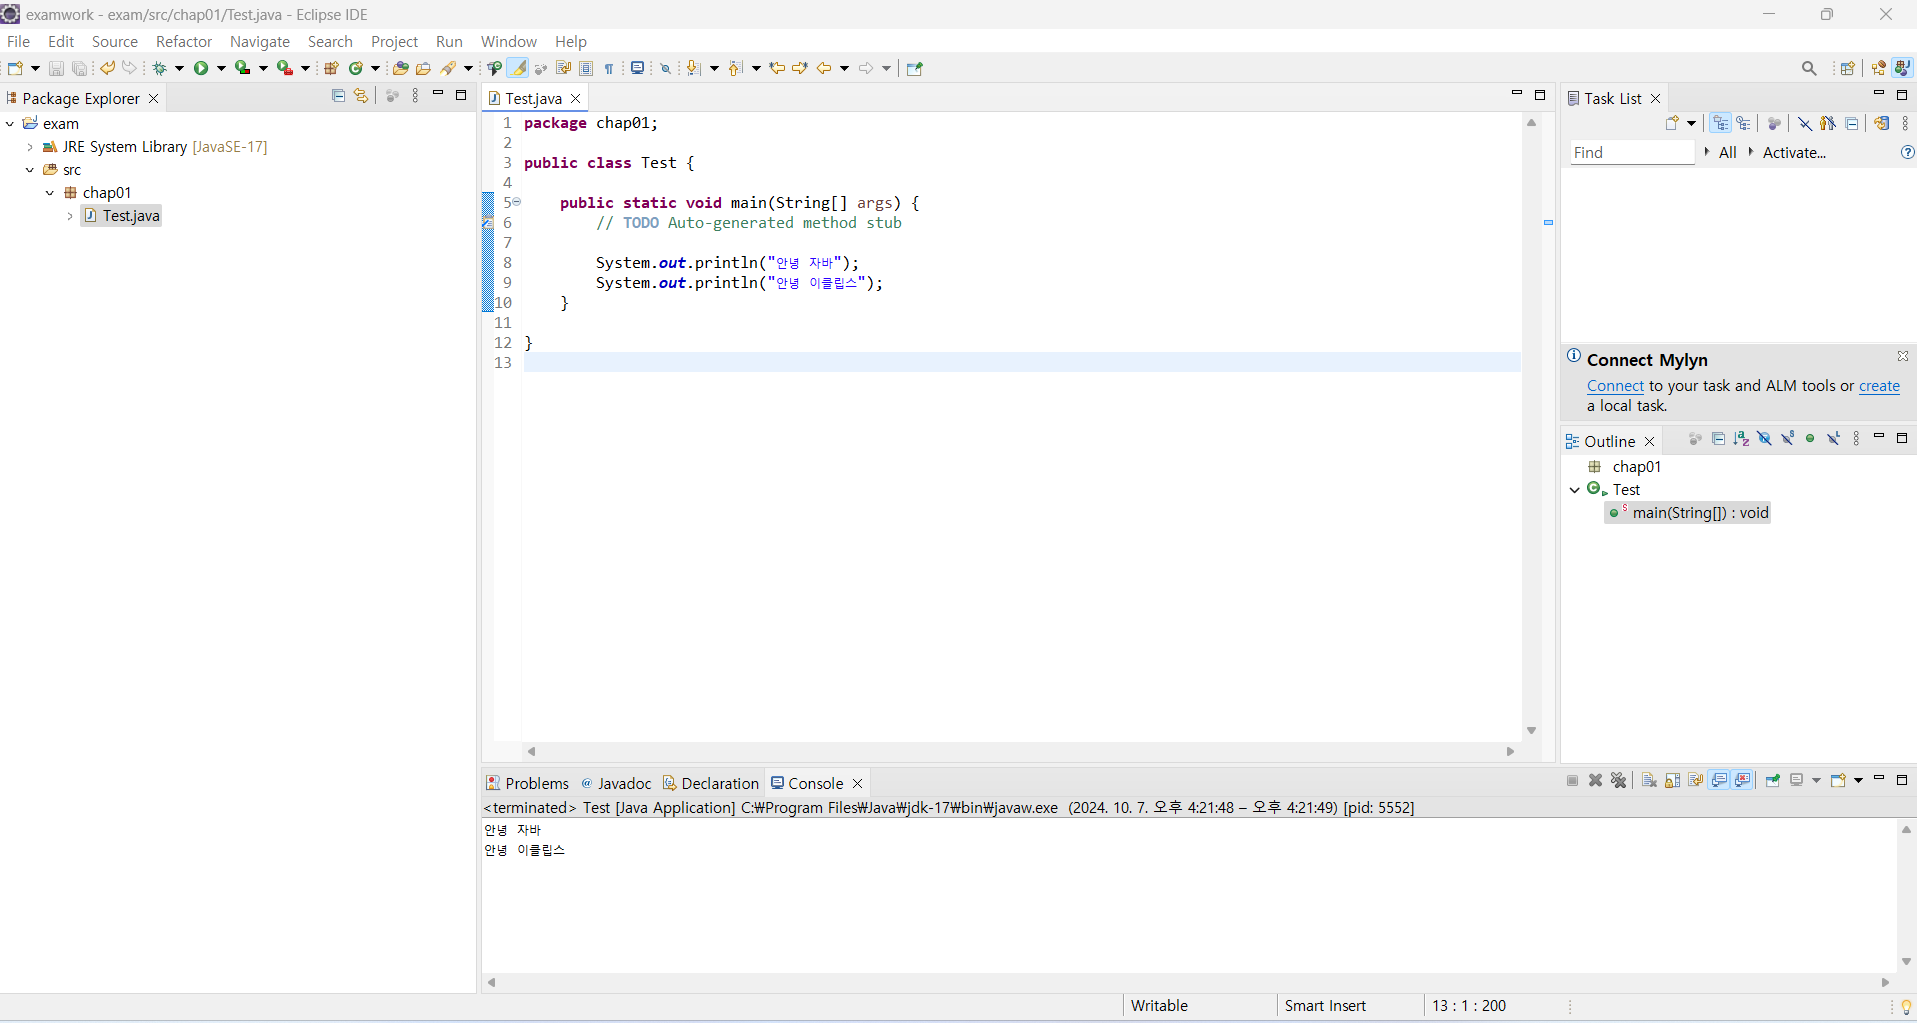 examwork - exam/src/chap01/Test.java - Eclipse IDE
File Edit Source Refactor Navigate Search Project Run Window Help
Package Explorer
exam
JRE System Library [JavaSE-17]
src
chap01
Test.java
Test.java
1 package chap01;
2
3 public class Test {
4
5 public static void main(String[] args) {
6 // TODO Auto-generated method stub
7
8 System.out.println("안녕 자바");
9 System.out.println("안녕 이클립스");
10 }
11
12 }
13
Task List
Find All Activate...
Connect Mylyn
Connect to your task and ALM tools or create
a local task.
Outline
chap01
Test
main(String[]) : void
Problems Javadoc Declaration Console
<terminated> Test [Java Application] C:₩Program Files₩Java₩jdk-17₩bin₩javaw.exe (2024. 10. 7. 오후 4:21:48 – 오후 4:21:49) [pid: 5552]
안녕 자바
안녕 이클립스
Writable Smart Insert 13 : 1 : 200